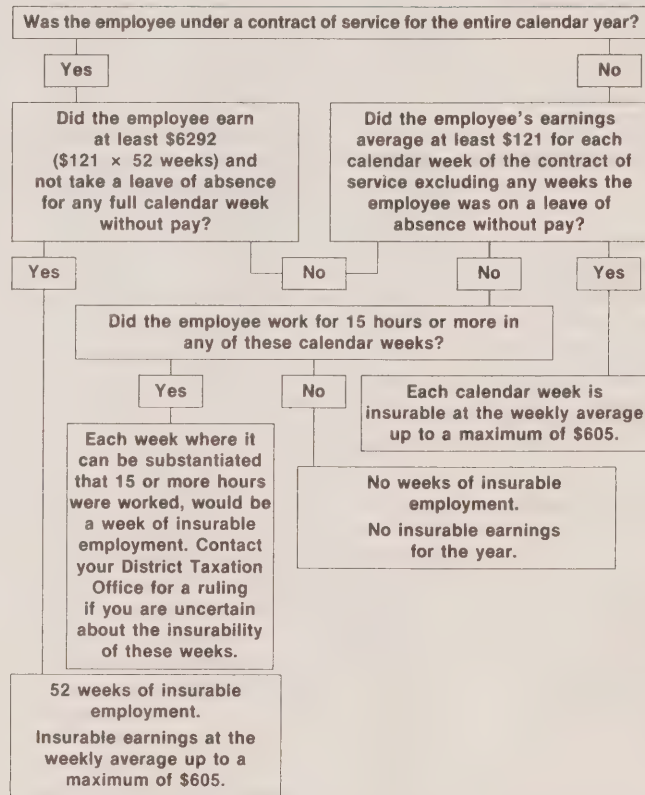 Was the employee under a contract of service for the entire calendar year?
Yes
No
Did the employee earn
at least $6292
($121 × 52 weeks) and
not take a leave of absence
for any full calendar week
without pay?
Did the employee's earnings
average at least $121 for each
calendar week of the contract of
service excluding any weeks the
employee was on a leave of
absence without pay?
Yes
No
No
Yes
Did the employee work for 15 hours or more in
any of these calendar weeks?
Yes
No
Each calendar week is
insurable at the weekly average
up to a maximum of $605.
Each week where it
can be substantiated
that 15 or more hours
were worked, would be
a week of insurable
employment. Contact
your District Taxation
Office for a ruling
if you are uncertain
about the insurability
of these weeks.
No weeks of insurable
employment.
No insurable earnings
for the year.
52 weeks of insurable
employment.
Insurable earnings at the
weekly average up to a
maximum of $605.